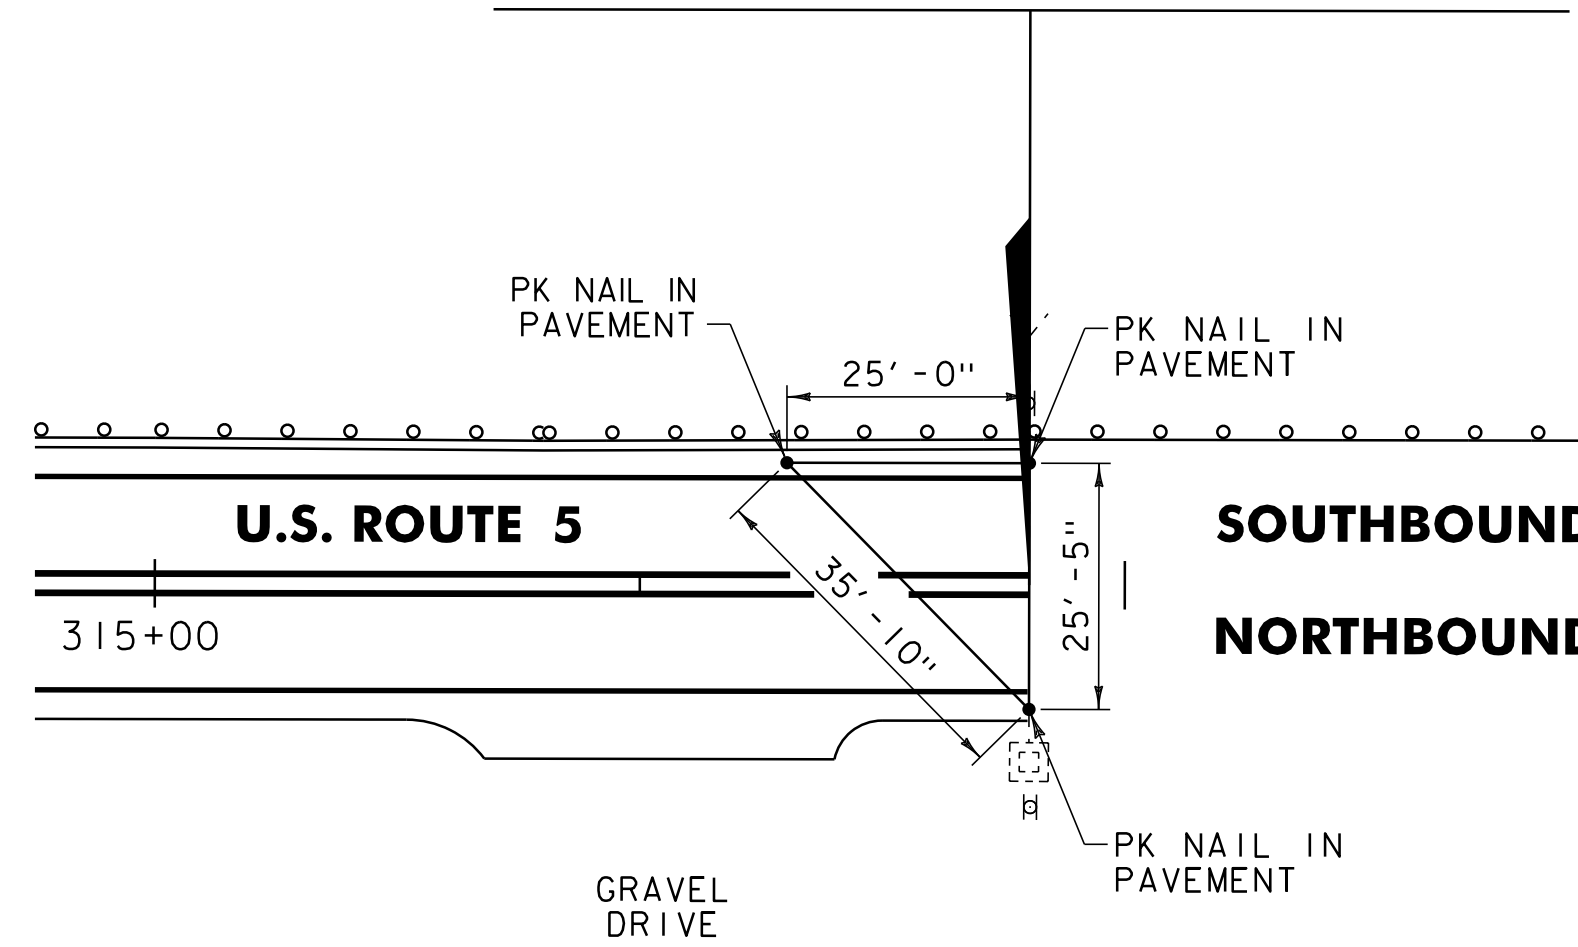 PK NAIL IN
PAVEMENT
PK NAIL IN
PAVEMENT
25'-0"
U.S. ROUTE 5
SOUTHBOUND
35'-10"
25'-5"
315+00
NORTHBOUND
PK NAIL IN
PAVEMENT
GRAVEL
DRIVE